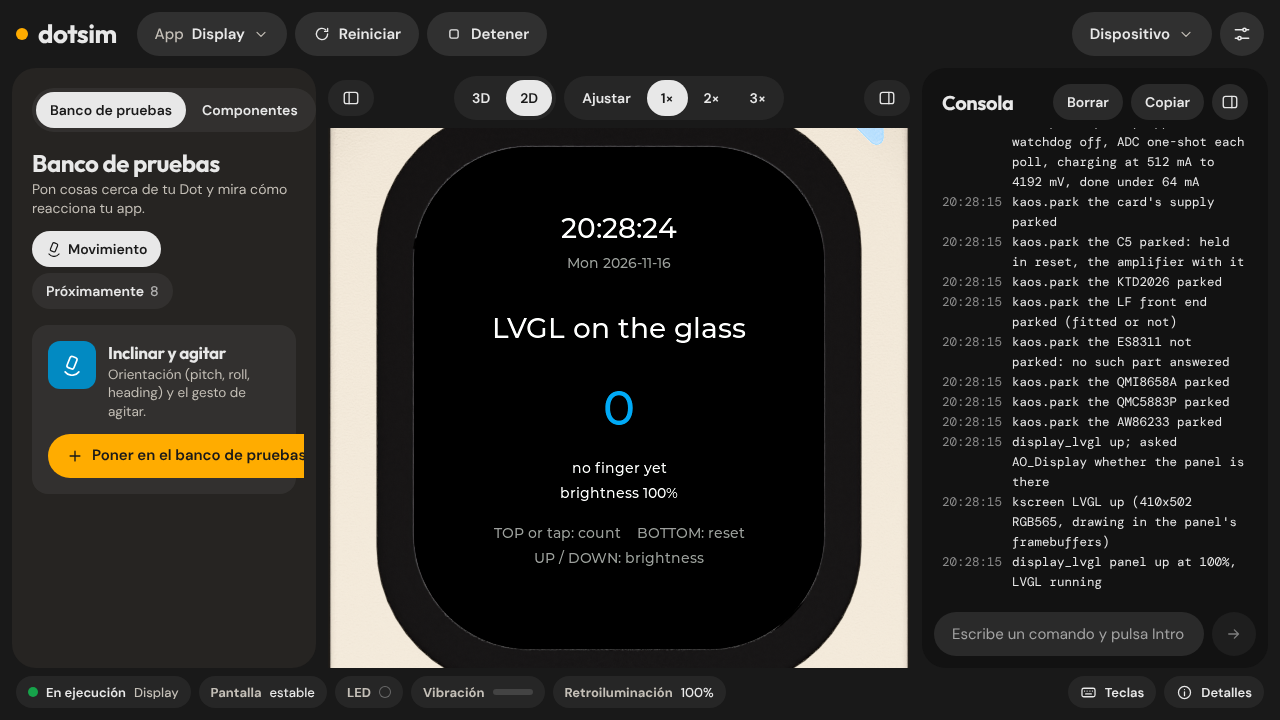 dotsim
App Display
Reiniciar
Detener
Dispositivo
Banco de pruebas
Componentes
Banco de pruebas
Pon cosas cerca de tu Dot y mira cómo
reacciona tu app.
Movimiento
Próximamente 8
Inclinar y agitar
Orientación (pitch, roll,
heading) y el gesto de
agitar.
Poner en el banco de pruebas
3D
2D
Ajustar
1×
2×
3×
20:28:24
Mon 2026-11-16
LVGL on the glass
0
no finger yet
brightness 100%
TOP or tap: count BOTTOM: reset
UP / DOWN: brightness
Consola
Borrar
Copiar
watchdog off, ADC one-shot each
poll, charging at 512 mA to
4192 mV, done under 64 mA
20:28:15 kaos.park the card's supply
parked
20:28:15 kaos.park the C5 parked: held
in reset, the amplifier with it
20:28:15 kaos.park the KTD2026 parked
20:28:15 kaos.park the LF front end
parked (fitted or not)
20:28:15 kaos.park the ES8311 not
parked: no such part answered
20:28:15 kaos.park the QMI8658A parked
20:28:15 kaos.park the QMC5883P parked
20:28:15 kaos.park the AW86233 parked
20:28:15 display_lvgl up; asked
AO_Display whether the panel is
there
20:28:15 kscreen LVGL up (410x502
RGB565, drawing in the panel's
framebuffers)
20:28:15 display_lvgl panel up at 100%,
LVGL running
Escribe un comando y pulsa Intro
En ejecución Display
Pantalla estable
LED
Vibración
Retroiluminación 100%
Teclas
Detalles